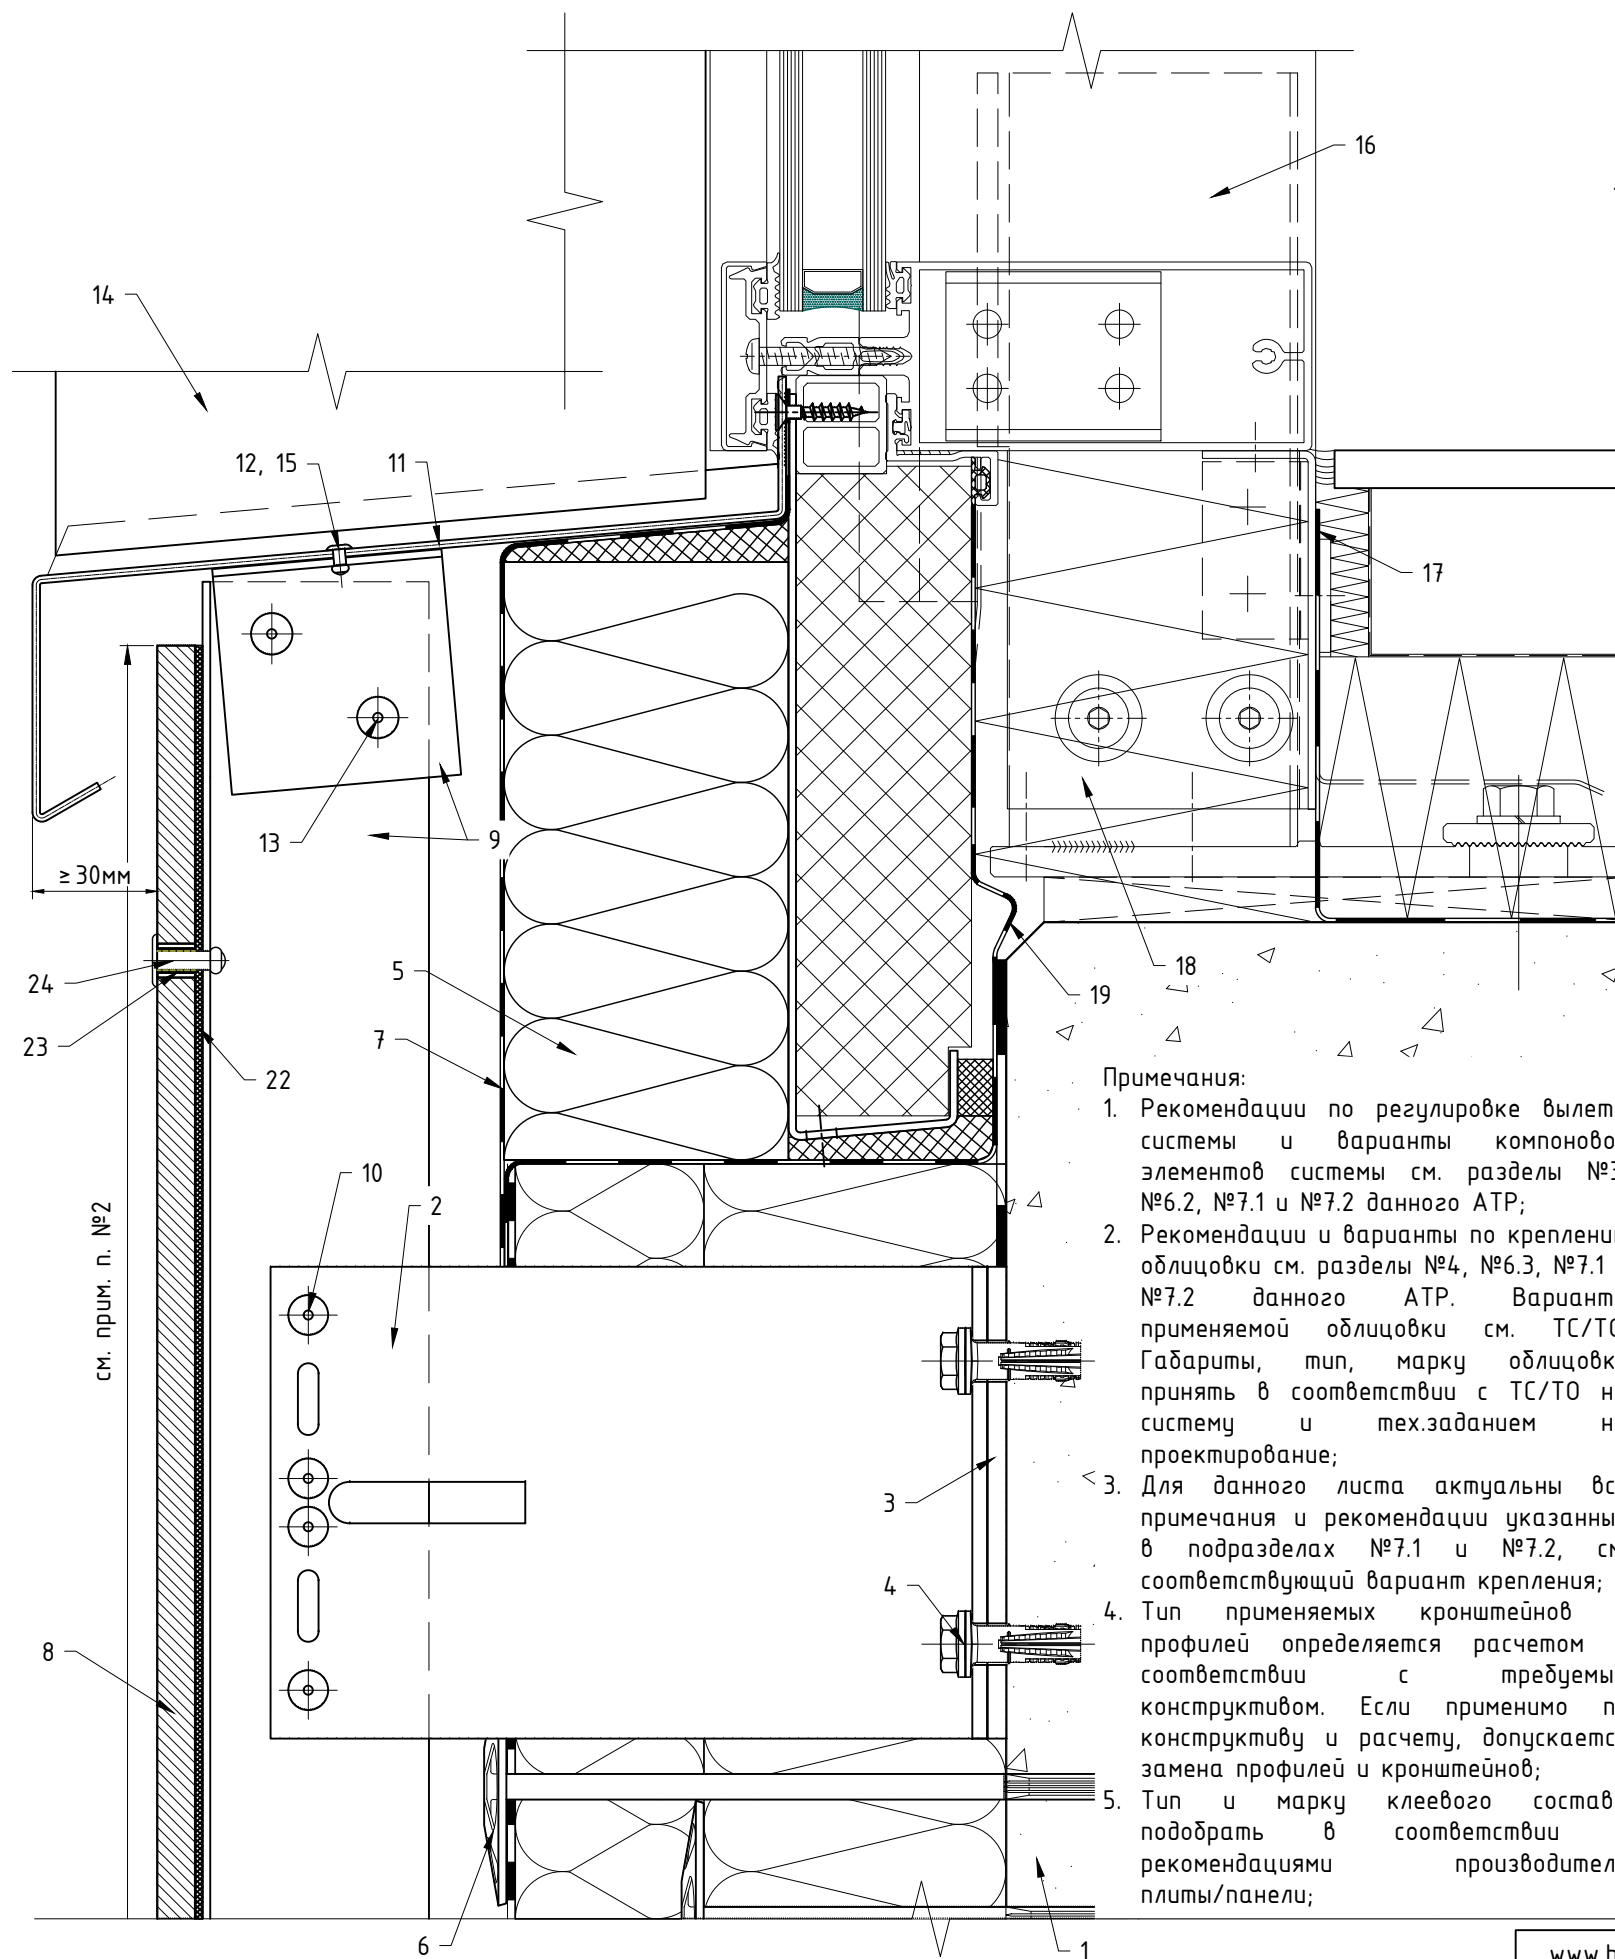 16
14
12, 15
11
17
13
9
≥ 30мм
24
5
18
19
23
7
22
Примечания:
1. Рекомендации по регулировке вылет
системы и варианты компоново
элементов системы см. разделы №3
№6.2, №7.1 и №7.2 данного АТР;
10
2
2. Рекомендации и варианты по креплени
облицовки см. разделы №4, №6.3, №7.1
№7.2 данного АТР. Вариант
применяемой облицовки см. ТС/ТО
Габариты, тип, марку облицовк
принять в соответствии с ТС/ТО н
систему и тех.заданием н
проектирование;
см. прим. п. №2
3
3. Для данного листа актуальны вс
примечания и рекомендации указанны
в подразделах №7.1 и №7.2, см
соответствующий вариант крепления;
4
4. Тип применяемых кронштейнов
профилей определяется расчетом
соответствии с требуемы
конструктивом. Если применимо п
конструктиву и расчету, допускаетс
замена профилей и кронштейнов;
8
5. Тип и марку клеевого состав
подобрать в соответствии
рекомендациями производител
плиты/панели;
6
1
www.h